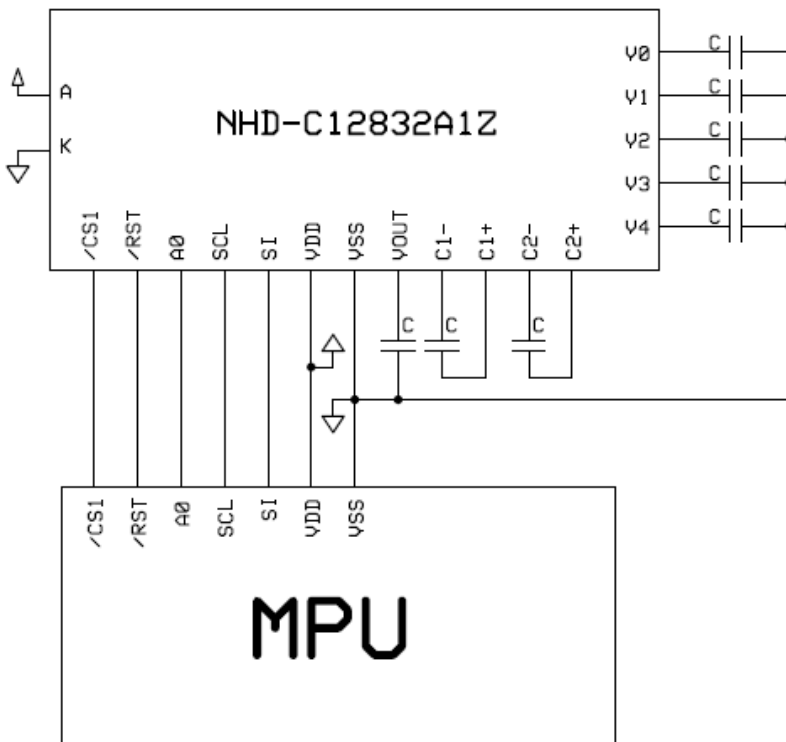 V0 C
A V1 C
NHD-C12832A1Z
V2 C
K
V3 C
V4 C
/CS1 /RST A0 SCL SI VDD VSS VOUT C1- C1+ C2- C2+
C C C
/CS1 /RST A0 SCL SI VDD VSS
MPU